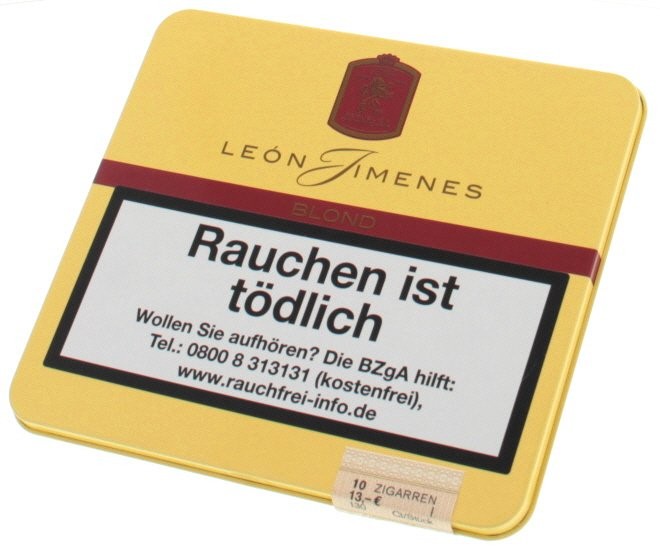 LEÓN JIMENES
BLOND
Rauchen ist
tödlich
Wollen Sie aufhören? Die BZgA hilft:
Tel.: 0800 8 313131 (kostenfrei),
www.rauchfrei-info.de
10 ZIGARREN
13,-€ I